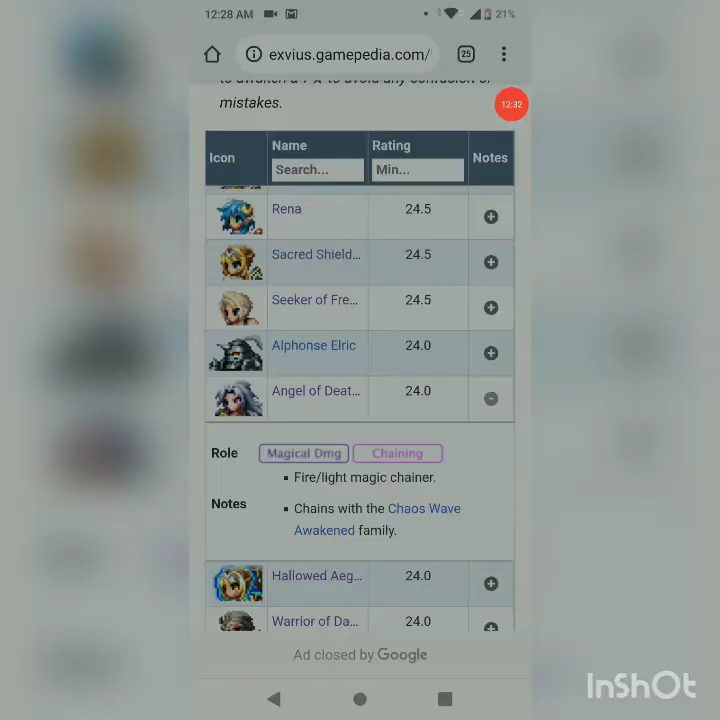 12:28 AM
21%
exvius.gamepedia.com/
25
mistakes.
12:32
Icon
Name
Rating
Notes
Search...
Min...
Rena
24.5
Sacred Shield...
24.5
Seeker of Fre...
24.5
Alphonse Elric
24.0
Angel of Deat...
24.0
Role
Magical Dmg
Chaining
Fire/light magic chainer.
Notes
Chains with the Chaos Wave
Awakened family.
Hallowed Aeg...
24.0
Warrior of Da...
24.0
Ad closed by Google
InShOt